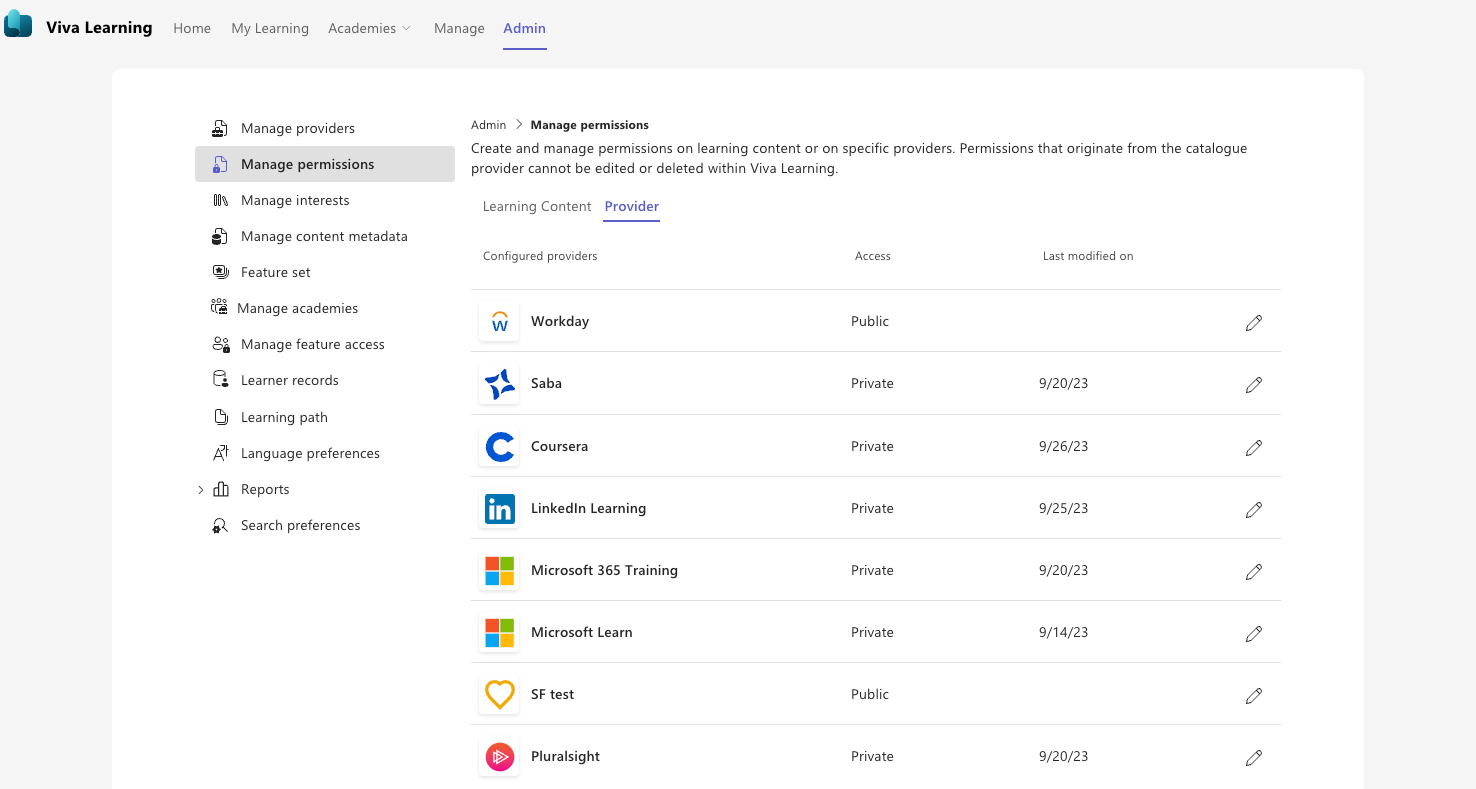 Viva Learning Home My Learning Academies Manage Admin
Manage providers
Manage permissions
Manage interests
Manage content metadata
Feature set
Manage academies
Manage feature access
Learner records
Learning path
Language preferences
Reports
Search preferences
Admin > Manage permissions
Create and manage permissions on learning content or on specific providers. Permissions that originate from the catalogue
provider cannot be edited or deleted within Viva Learning.
Learning Content Provider
Configured providers Access Last modified on
Workday Public
Saba Private 9/20/23
Coursera Private 9/26/23
LinkedIn Learning Private 9/25/23
Microsoft 365 Training Private 9/20/23
Microsoft Learn Private 9/14/23
SF test Public
Pluralsight Private 9/20/23